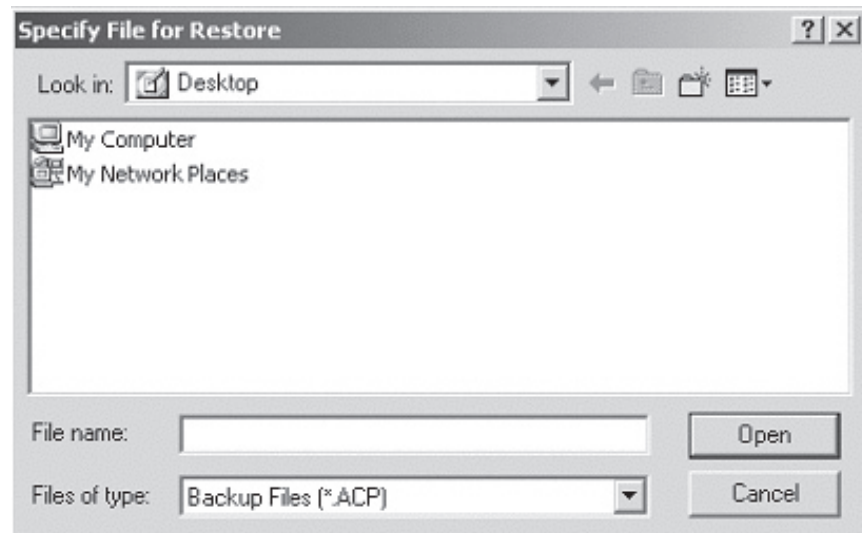 Specify File for Restore
Look in: Desktop
My Computer
My Network Places
File name:
Open
Files of type: Backup Files (*.ACP)
Cancel